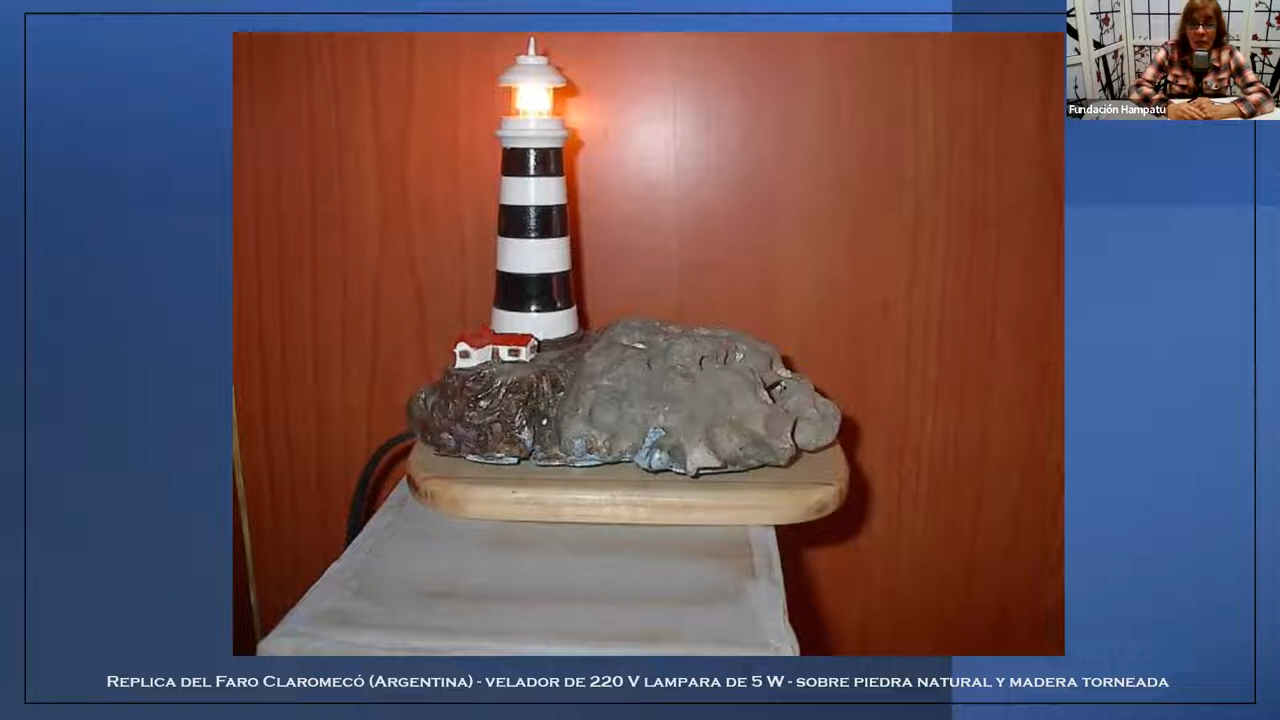 Fundación Hampatu
Replica del Faro Claromecó (Argentina) - velador de 220 V lampara de 5 W - sobre piedra natural y madera torneada